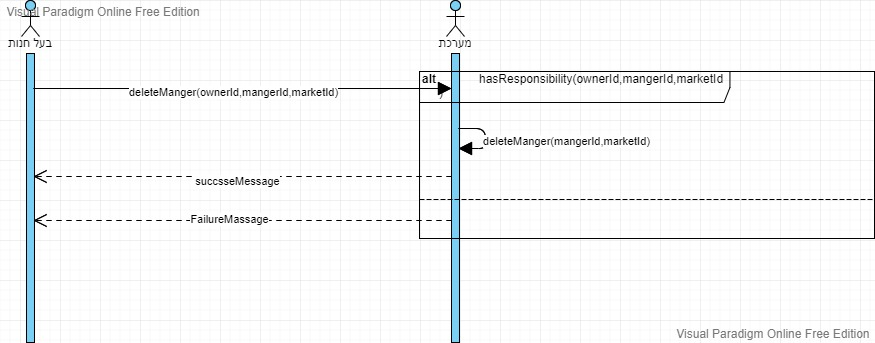 Visual Paradigm Online Free Edition
בעל חנות
מערכת
alt
hasResponsibility(ownerId,mangerId,marketId
deleteManger(ownerId,mangerId,marketId)
deleteManger(mangerId,marketId)
succsseMessage
FailureMassage
Visual Paradigm Online Free Edition